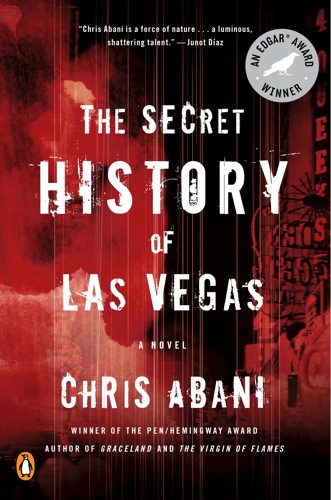 "Chris Abani is a force of nature . . . a luminous,
shattering talent." —Junot Díaz
AN EDGAR® AWARD
WINNER
THE SECRET
HISTORY
OF
LAS VEGAS
A NOVEL
CHRIS ABANI
WINNER OF THE PEN/HEMINGWAY AWARD
AUTHOR OF GRACELAND AND THE VIRGIN OF FLAMES